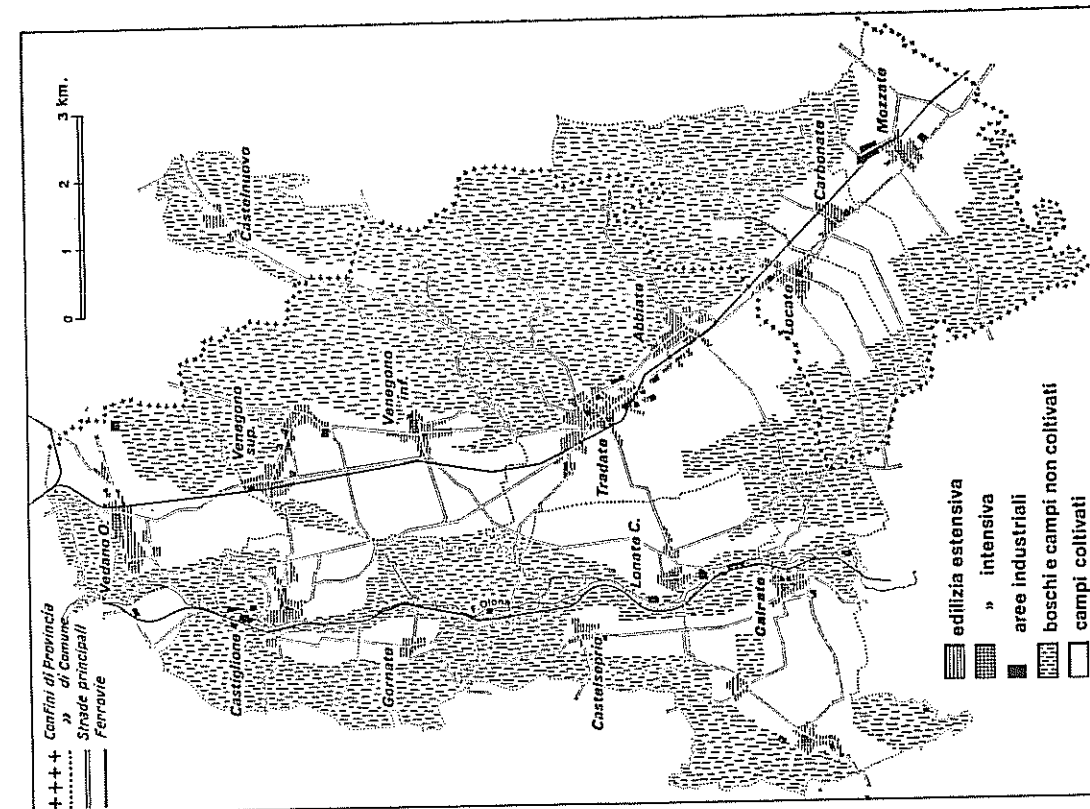 ++++ Confini di Provincia
........ » di Comune
Strade principali
Ferrovie
0 1 2 3 km.
Castelnuovo
Vedano O.
Venegono
sup.
Venegono
inf.
Castiglione
Gornate
F. Olona
Tradate
Abbiate
Castelseprio
Lonate C.
Locate
Carbonate
Mozzate
Cairate
edilizia estensiva
» intensiva
aree industriali
boschi e campi non coltivati
campi coltivati